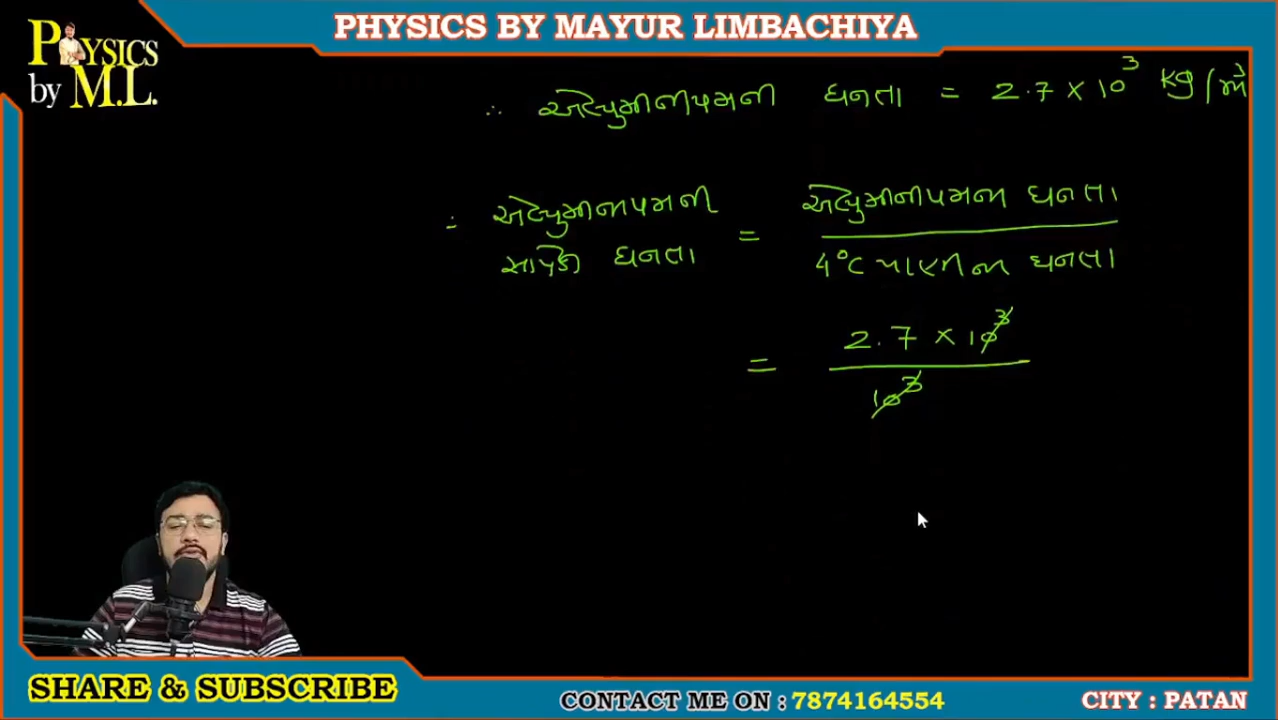 PHYSICS BY MAYUR LIMBACHIYA
PHYSICS
by M.L.
∴ એલ્યુમીનીયમની ઘનતા = 2.7 × 10³ kg/મી
∴ એલ્યુમીનીયમની = એલ્યુમીનીયમના ઘનતા
સાપેક્ષ ઘનતા 4°C પાણીના ઘનતા
= 2.7 × 10³
10³
SHARE & SUBSCRIBE
CONTACT ME ON : 7874164554
CITY : PATAN